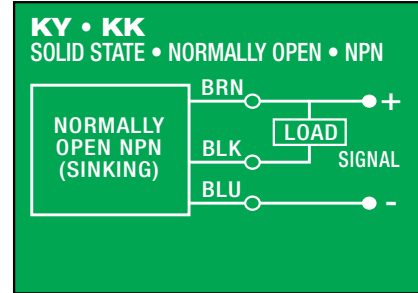 KY • KK
SOLID STATE • NORMALLY OPEN • NPN
BRN
+
NORMALLY
OPEN NPN
(SINKING)
LOAD
BLK
SIGNAL
BLU
-